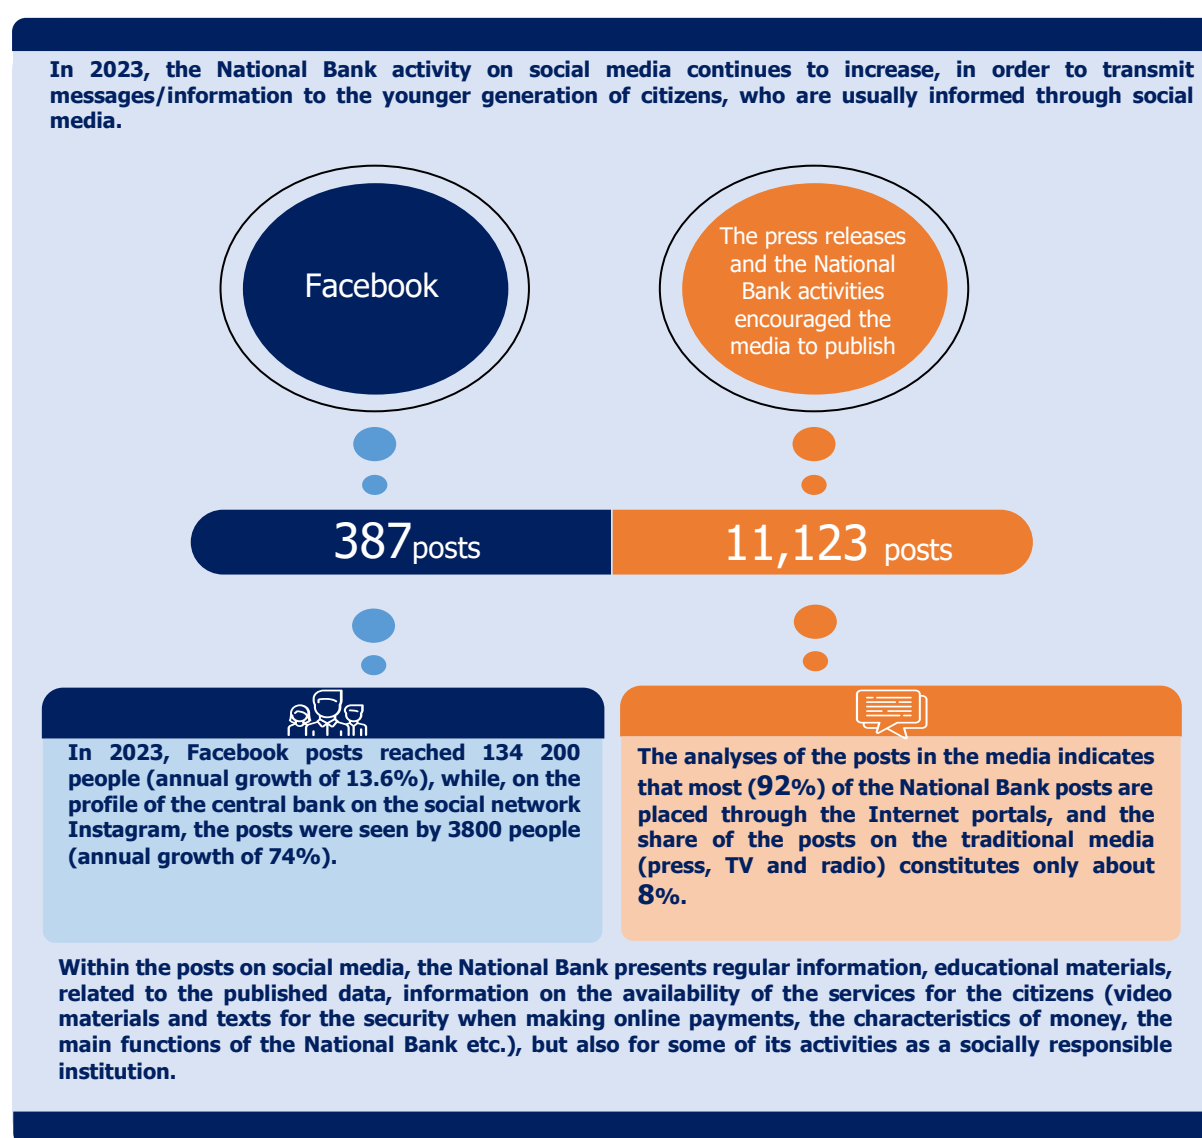 In 2023, the National Bank activity on social media continues to increase, in order to transmit
messages/information to the younger generation of citizens, who are usually informed through social
media.
Facebook
The press releases
and the National
Bank activities
encouraged the
media to publish
387posts
11,123 posts
In 2023, Facebook posts reached 134 200
people (annual growth of 13.6%), while, on the
profile of the central bank on the social network
Instagram, the posts were seen by 3800 people
(annual growth of 74%).
The analyses of the posts in the media indicates
that most (92%) of the National Bank posts are
placed through the Internet portals, and the
share of the posts on the traditional media
(press, TV and radio) constitutes only about
8%.
Within the posts on social media, the National Bank presents regular information, educational materials,
related to the published data, information on the availability of the services for the citizens (video
materials and texts for the security when making online payments, the characteristics of money, the
main functions of the National Bank etc.), but also for some of its activities as a socially responsible
institution.